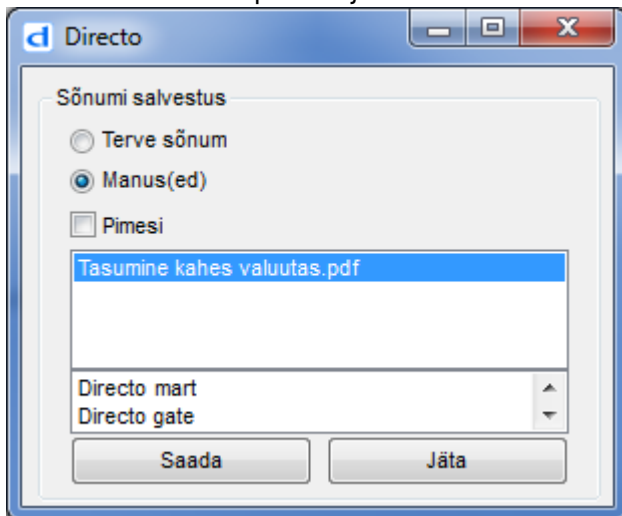 Directo
Sõnumi salvestus
Terve sõnum
Manus(ed)
Pimesi
Tasumine kahes valuutas.pdf
Directo mart
Directo gate
Saada
Jäta